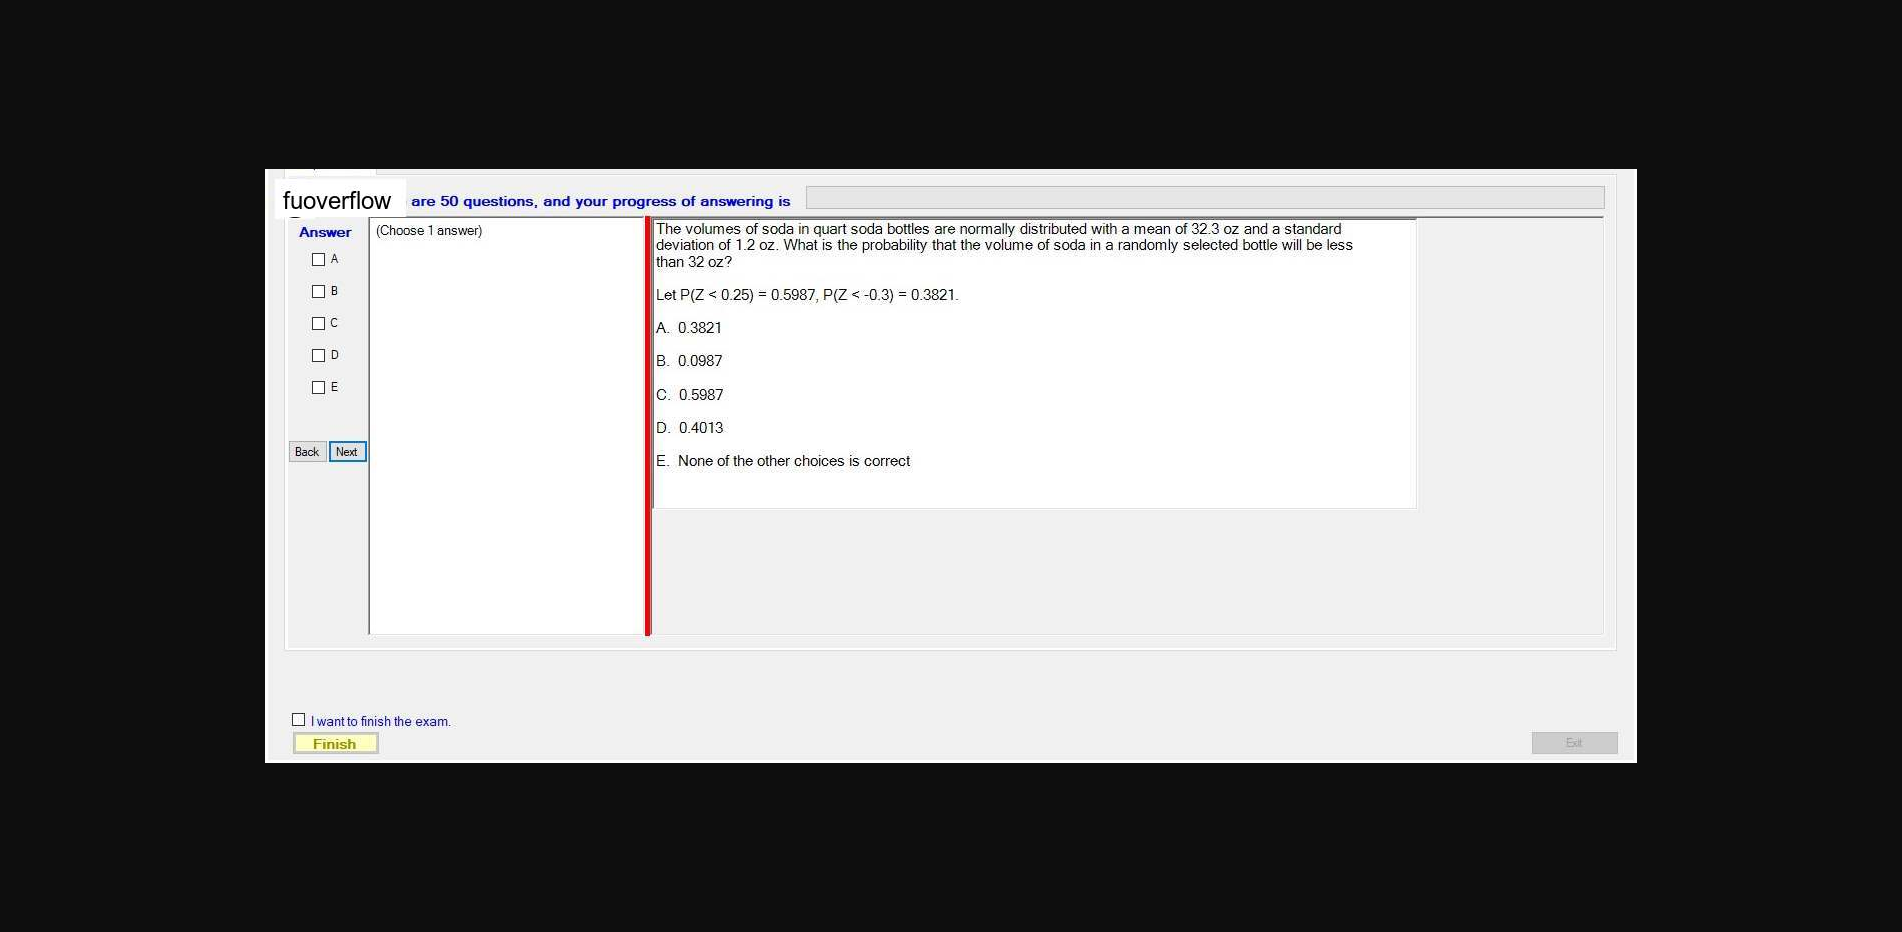 fuoverflow are 50 questions, and your progress of answering is
Answer
(Choose 1 answer)
A
B
C
D
E
Back Next
The volumes of soda in quart soda bottles are normally distributed with a mean of 32.3 oz and a standard
deviation of 1.2 oz. What is the probability that the volume of soda in a randomly selected bottle will be less
than 32 oz?
Let P(Z < 0.25) = 0.5987, P(Z < -0.3) = 0.3821.
A. 0.3821
B. 0.0987
C. 0.5987
D. 0.4013
E. None of the other choices is correct
I want to finish the exam.
Finish
Exit